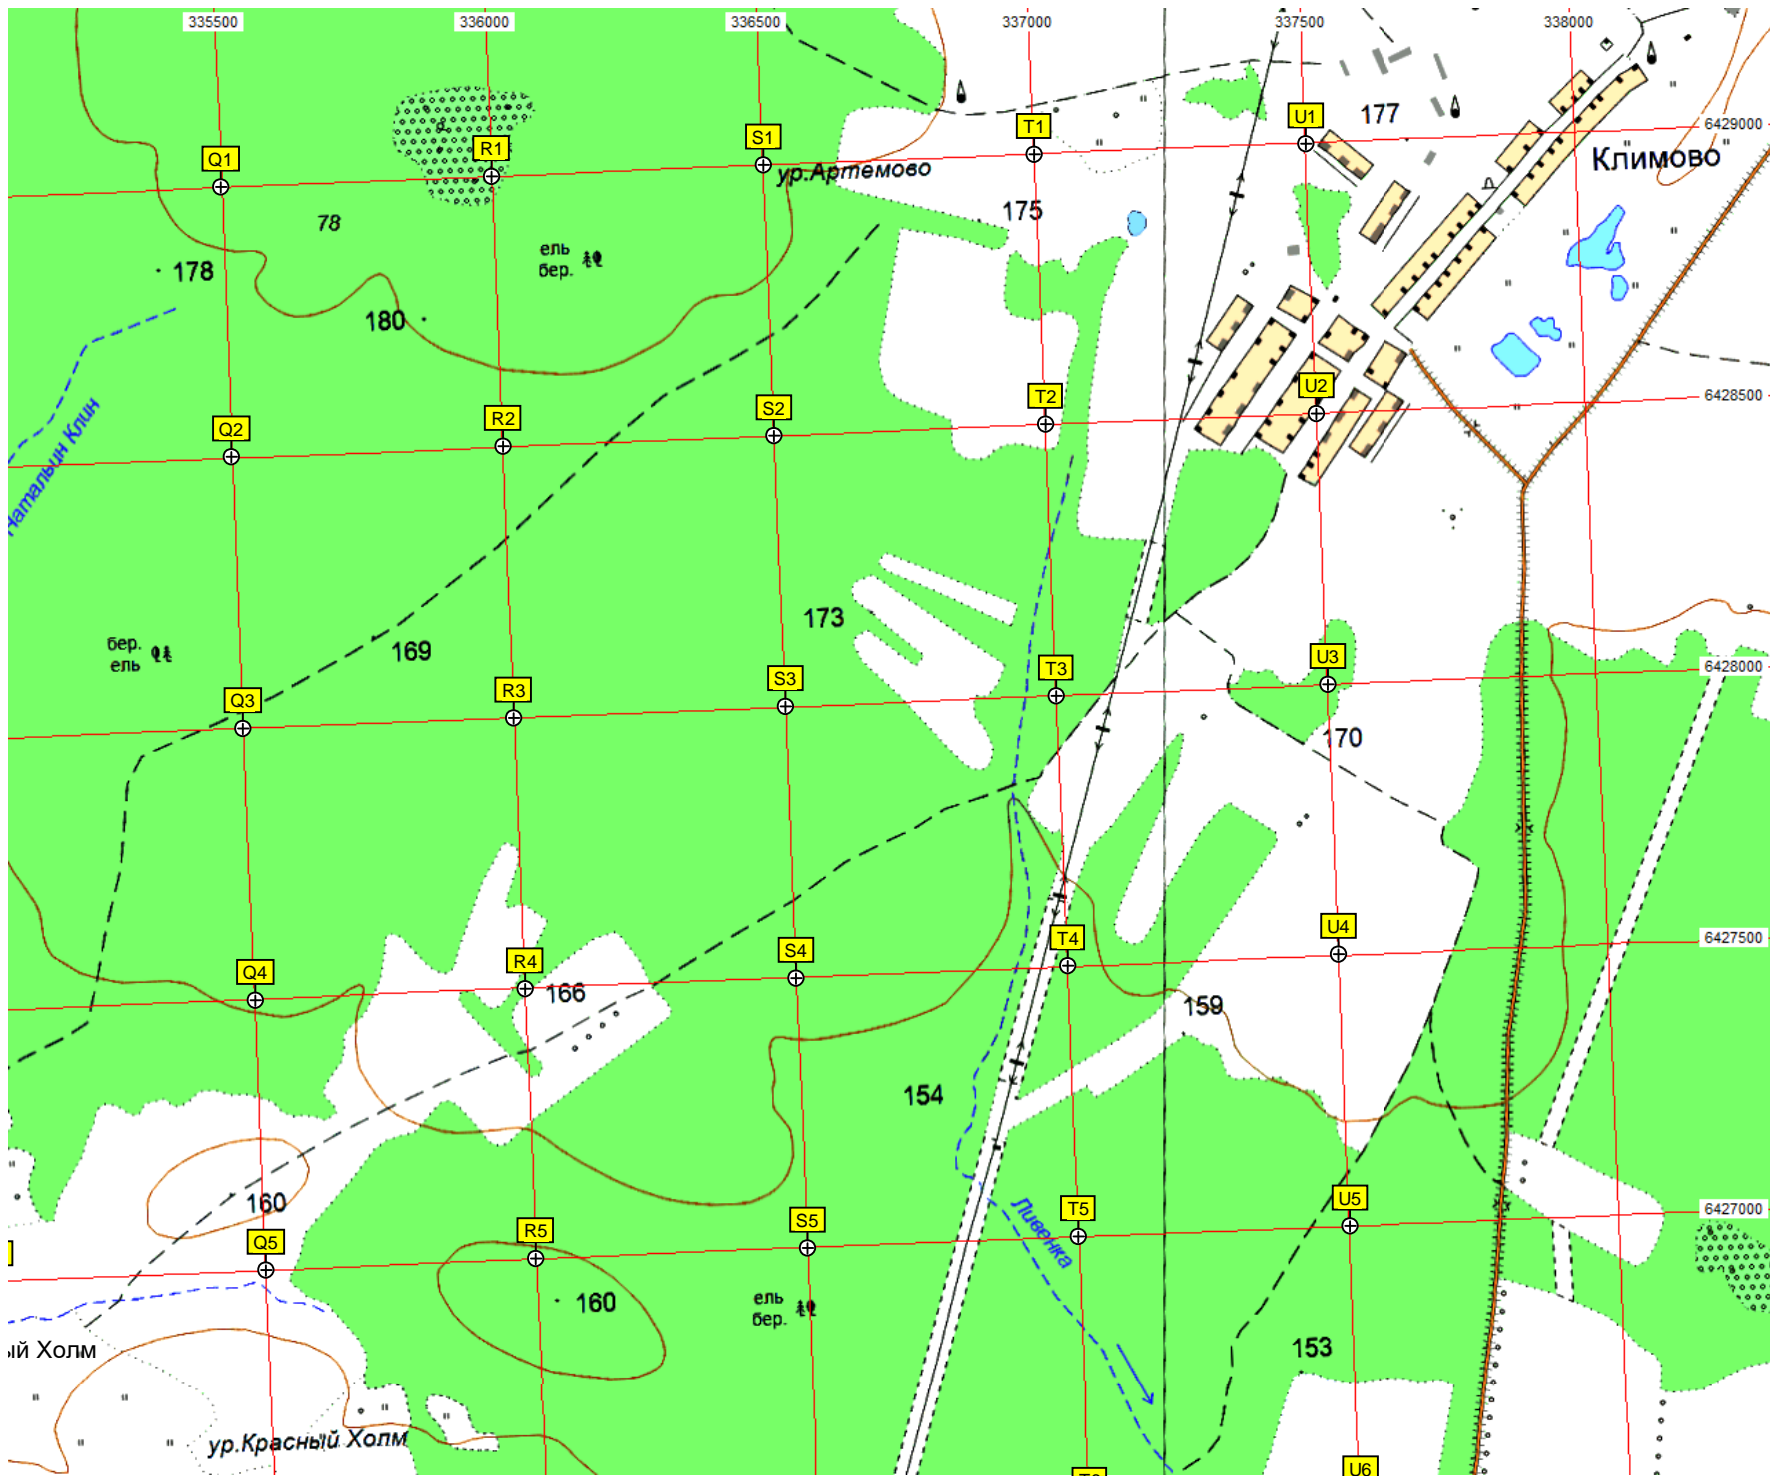 335500 336000 336500 337000 337500 338000
177
6429000
U1
T1
S1
R1
Q1
Климово
ур.Артемово
175
78
ель
бер.
178
180
6428500
U2
T2
S2
R2
Q2
Натальин Клин
173
бер.
ель
169
6428000
U3
T3
S3
R3
Q3
170
6427500
U4
T4
S4
R4
Q4
166
159
154
160
6427000
U5
T5
S5
R5
Q5
Ливенка
ель
бер.
160
153
ый Холм
ур.Красный Холм
U6